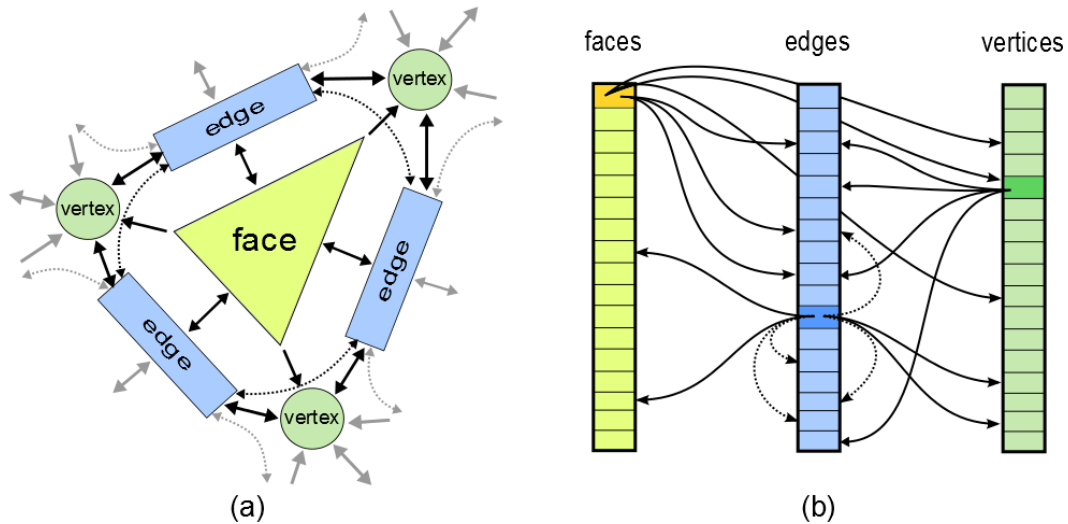 vertex
edge
vertex
face
edge
edge
vertex
(a)
faces edges vertices
(b)